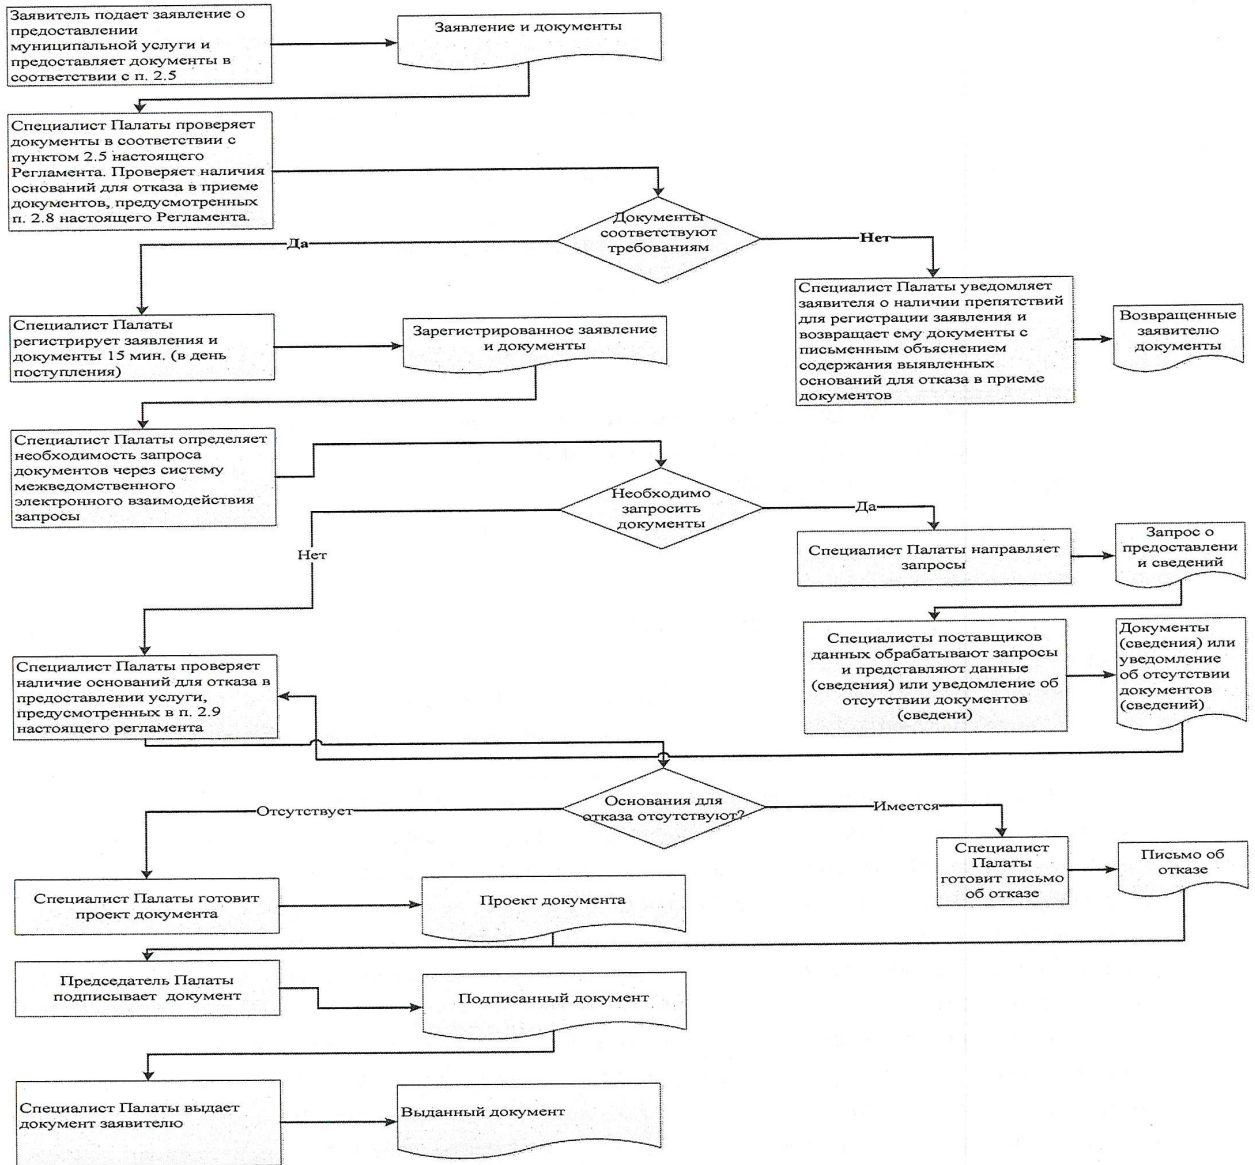 Заявитель подает заявление о
предоставлении
муниципальной услуги и
предоставляет документы в
соответствии с п. 2.5
Заявление и документы
Специалист Палаты проверяет
документы в соответствии с
пунктом 2.5 настоящего
Регламента. Проверяет наличия
оснований для отказа в приеме
документов, предусмотренных
п. 2.8 настоящего Регламента.
Документы
соответствуют
требованиям
Да
Нет
Специалист Палаты
регистрирует заявления и
документы 15 мин. (в день
поступления)
Зарегистрированное заявление
и документы
Специалист Палаты уведомляет
заявителя о наличии препятствий
для регистрации заявления и
возвращает ему документы с
письменным объяснением
содержания выявленных
оснований для отказа в приеме
документов
Возвращенные
заявителю
документы
Специалист Палаты определяет
необходимость запроса
документов через систему
межведомственного
электронного взаимодействия
запросы
Необходимо
запросить
документы
Да
Нет
Специалист Палаты направляет
запросы
Запрос о
предоставлени
и сведений
Специалисты поставщиков
данных обрабатывают запросы
и представляют данные
(сведения) или уведомление об
отсутствии документов
(сведени)
Документы
(сведения) или
уведомление
об отсутствии
документов
(сведений)
Специалист Палаты проверяет
наличие оснований для отказа в
предоставлении услуги,
предусмотренных в п. 2.9
настоящего регламента
Основания для
отказа отсутствуют?
Отсутствует
Имеется
Специалист
Палаты
готовит письмо
об отказе
Письмо об
отказе
Специалист Палаты готовит
проект документа
Проект документа
Председатель Палаты
подписывает документ
Подписанный документ
Специалист Палаты выдает
документ заявителю
Выданный документ